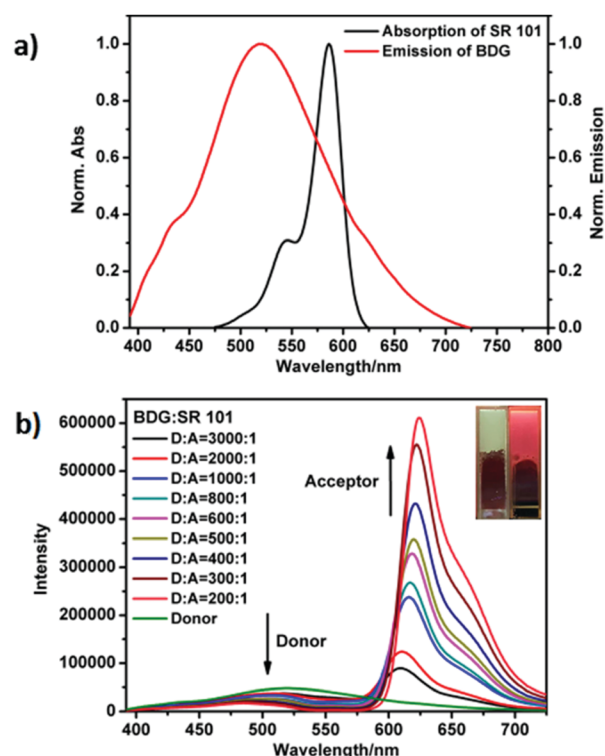 a)
Absorption of SR 101
Emission of BDG
Norm. Abs
Norm. Emission
1.0
0.8
0.6
0.4
0.2
0.0
1.0
0.8
0.6
0.4
0.2
0.0
400 450 500 550 600 650 700 750 800
Wavelength/nm
b)
BDG:SR 101
D:A=3000:1
D:A=2000:1
D:A=1000:1
D:A=800:1
D:A=600:1
D:A=500:1
D:A=400:1
D:A=300:1
D:A=200:1
Donor
Acceptor
Donor
Intensity
600000
500000
400000
300000
200000
100000
0
400 450 500 550 600 650 700
Wavelength/nm